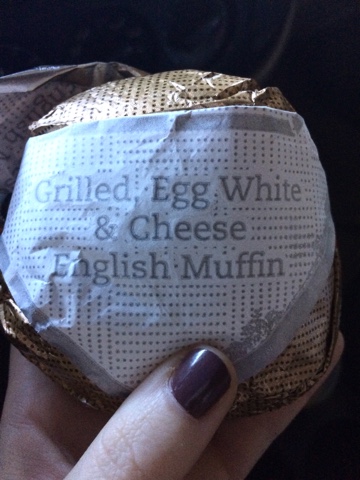 Grilled, Egg White
& Cheese
English Muffin